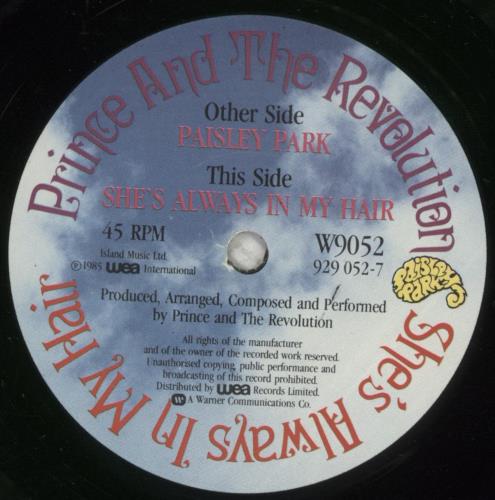 Prince And The Revolution
She's Always In My Hair
Other Side
PAISLEY PARK
This Side
SHE'S ALWAYS IN MY HAIR
45 RPM
W9052
929 052-7
Island Music Ltd.
℗©1985 wea International
PAISLEY
PARK
Produced, Arranged, Composed and Performed
by Prince and The Revolution
All rights of the manufacturer
and of the owner of the recorded work reserved.
Unauthorised copying, public performance and
broadcasting of this record prohibited.
Distributed by wea Records Limited.
W A Warner Communications Co.